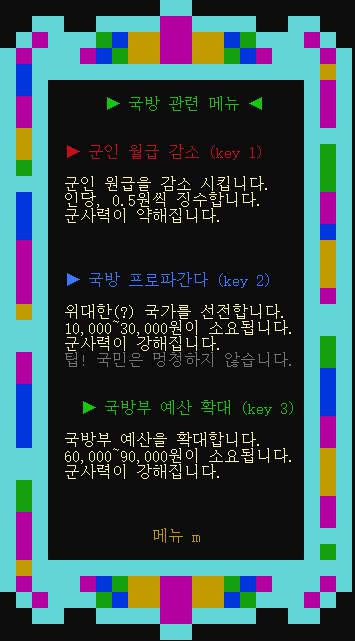 ▶ 국방 관련 메뉴 ◀
▶ 군인 월급 감소 (key 1)
군인 원급을 감소 시킵니다.
인당, 0.5원씩 징수합니다.
군사력이 약해집니다.
▶ 국방 프로파간다 (key 2)
위대한(?) 국가를 선전합니다.
10,000~30,000원이 소요됩니다.
군사력이 강해집니다.
팁! 국민은 멍청하지 않습니다.
▶ 국방부 예산 확대 (key 3)
국방부 예산을 확대합니다.
60,000~90,000원이 소요됩니다.
군사력이 강해집니다.
메뉴 m